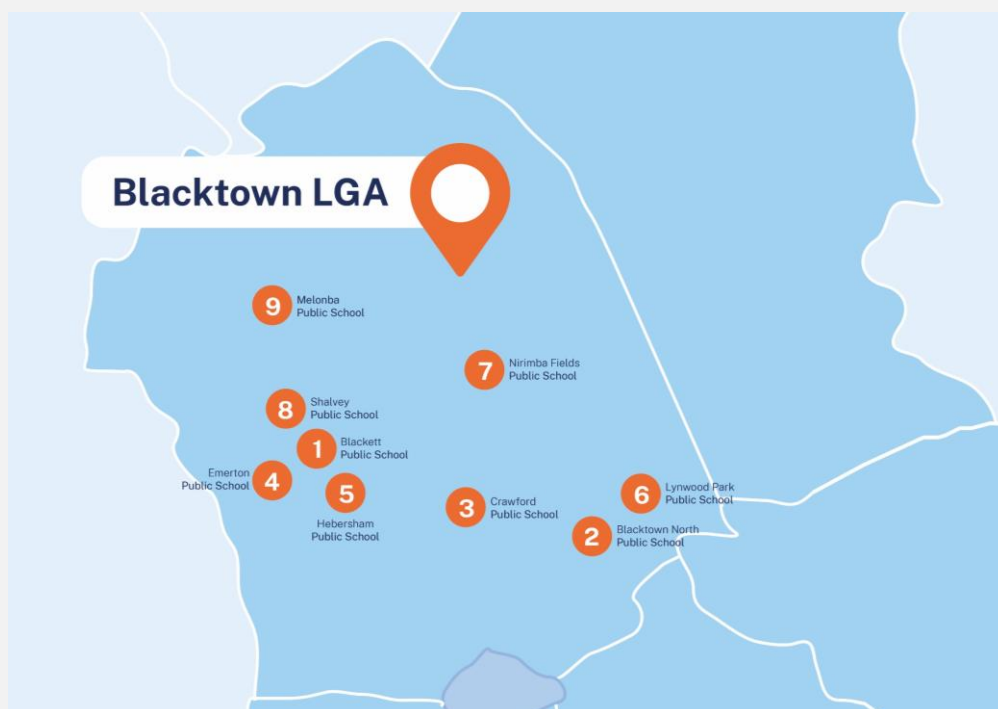 Blacktown LGA
9
Melonba
Public School
7
Nirimba Fields
Public School
8
Shalvey
Public School
1
Blackett
Public School
Emerton
Public School
4
5
Hebersham
Public School
3
Crawford
Public School
6
Lynwood Park
Public School
2
Blacktown North
Public School